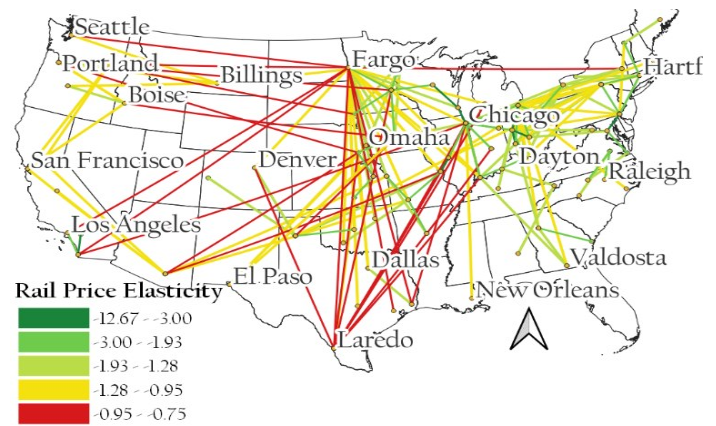 Seattle
Portland
Fargo
Hartf
Billings
Boise
Chicago
Omaha
San Francisco
Denver
Dayton
Raleigh
Los Angeles
Dallas
Valdosta
El Paso
New Orleans
Laredo
Rail Price Elasticity
-12.67 - -3.00
-3.00 - -1.93
-1.93 - -1.28
-1.28 - -0.95
-0.95 - -0.75